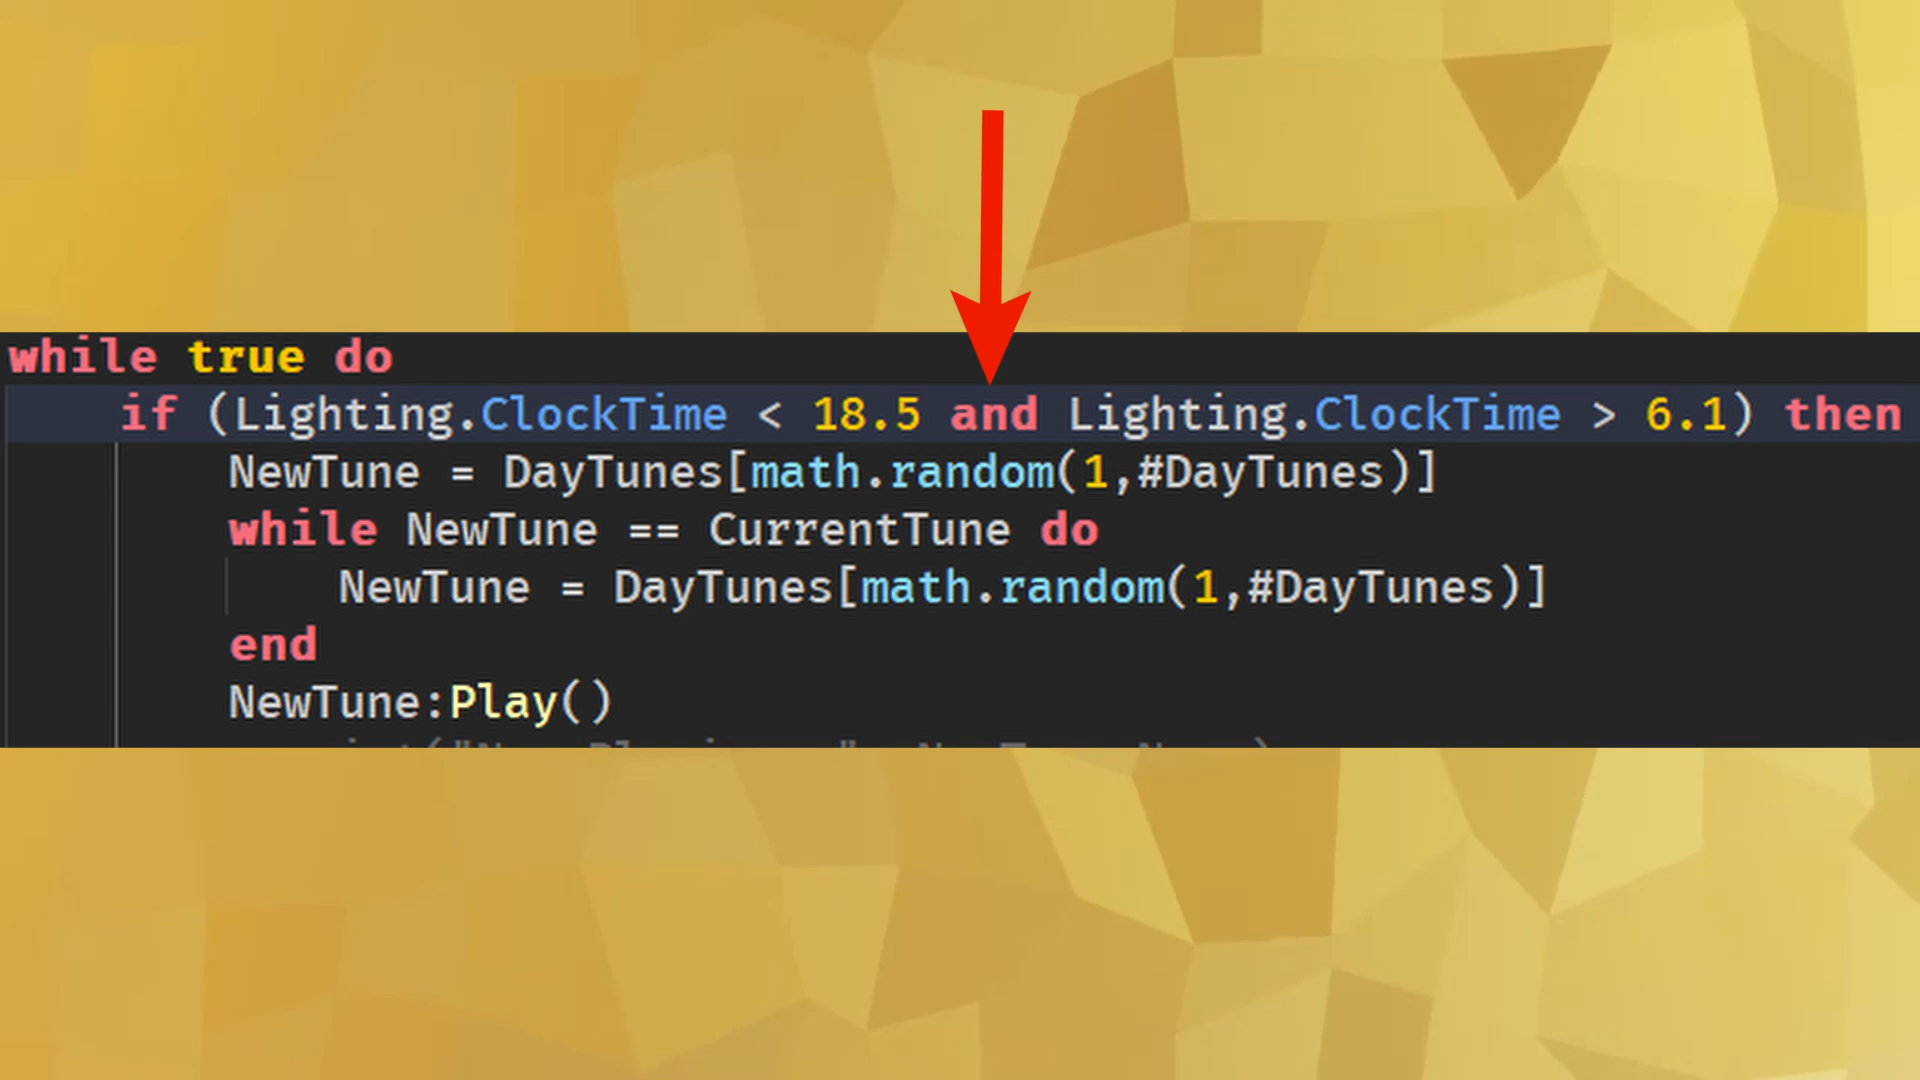 while true do
if (Lighting.ClockTime < 18.5 and Lighting.ClockTime > 6.1) then
NewTune = DayTunes[math.random(1,#DayTunes)]
while NewTune == CurrentTune do
NewTune = DayTunes[math.random(1,#DayTunes)]
end
NewTune:Play()